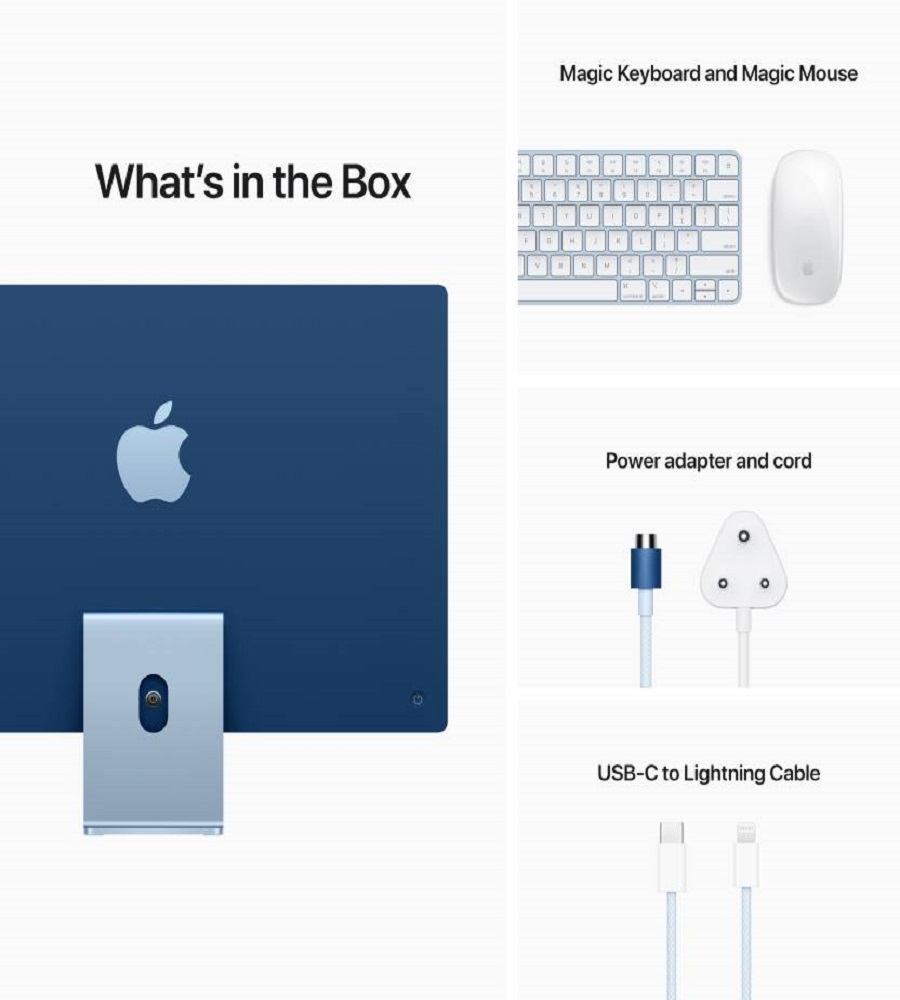 What's in the Box
Magic Keyboard and Magic Mouse
Power adapter and cord
USB-C to Lightning Cable